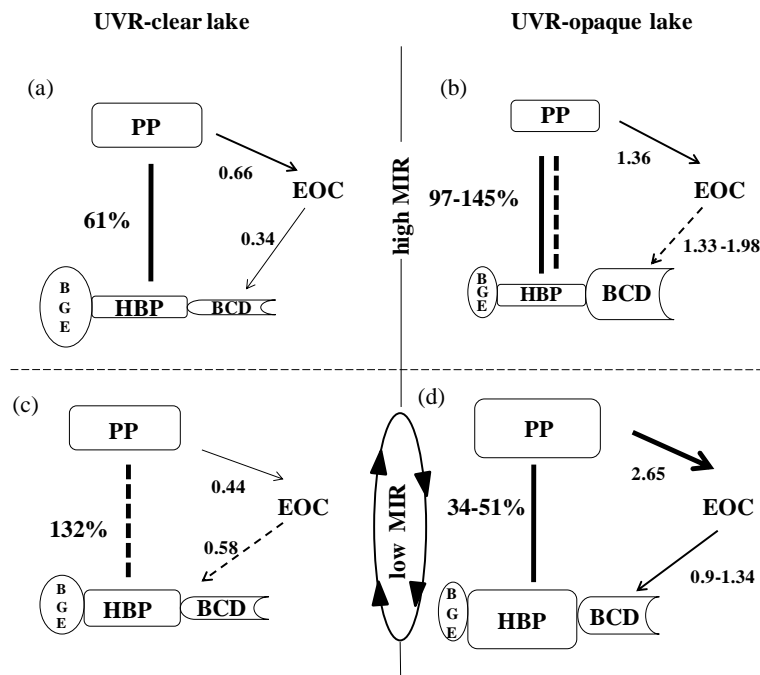 UVR-clear lake
UVR-opaque lake
(a)
PP
0.66
EOC
61%
0.34
B
G
E
HBP
BCD
high MIR
(b)
PP
1.36
EOC
97-145%
1.33 -1.98
B
G
E
HBP
BCD
(c)
PP
0.44
EOC
132%
0.58
B
G
E
HBP
BCD
low MIR
(d)
PP
2.65
EOC
34-51%
0.9-1.34
B
G
E
HBP
BCD